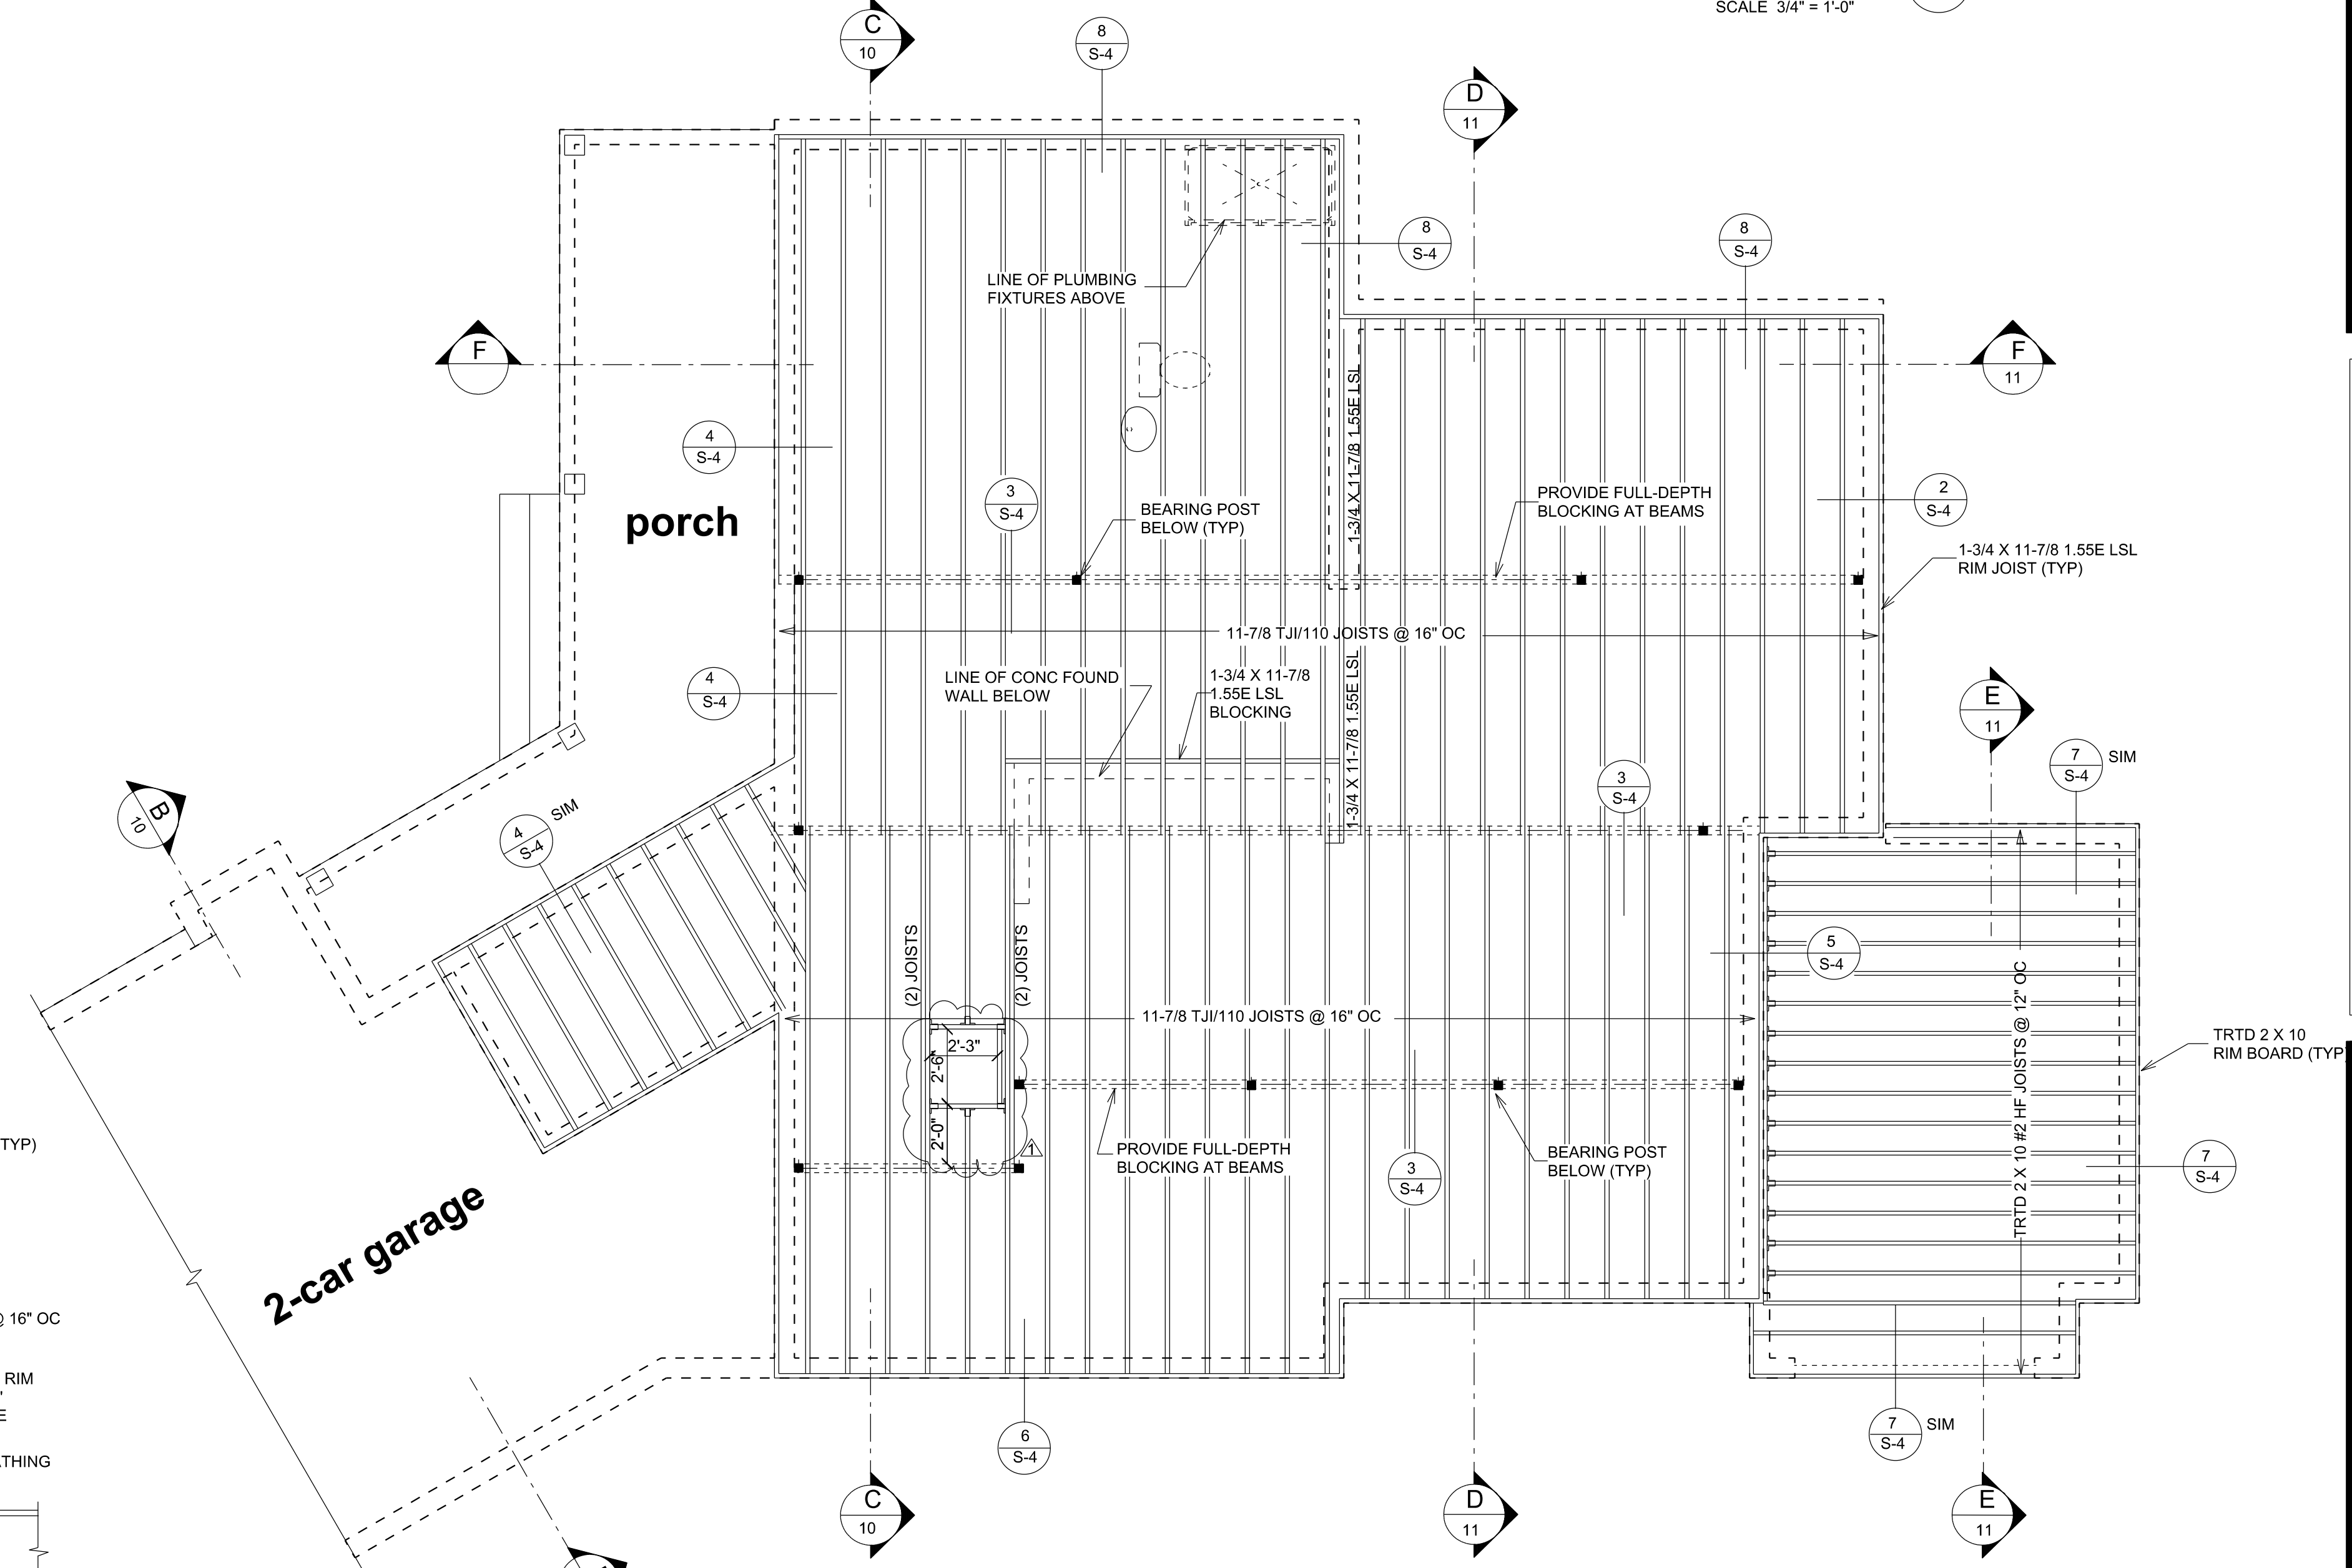 SCALE 3/4" = 1'-0"
C
10
8
S-4
D
11
8
S-4
8
S-4
LINE OF PLUMBING
FIXTURES ABOVE
F
F
11
4
S-4
3
S-4
porch
BEARING POST
BELOW (TYP)
1-3/4 X 11-7/8 1.55E LSL
PROVIDE FULL-DEPTH
BLOCKING AT BEAMS
2
S-4
1-3/4 X 11-7/8 1.55E LSL
RIM JOIST (TYP)
11-7/8 TJI/110 JOISTS @ 16" OC
4
S-4
LINE OF CONC FOUND
WALL BELOW
1-3/4 X 11-7/8
1.55E LSL
BLOCKING
1-3/4 X 11-7/8 1.55E LSL
E
11
7
S-4
SIM
3
S-4
B
10
4
S-4
SIM
(2) JOISTS
(2) JOISTS
5
S-4
11-7/8 TJI/110 JOISTS @ 16" OC
2'-3"
2'-6"
2'-0"
1
TRTD 2 X 10 #2 HF JOISTS @ 12" OC
TRTD 2 X 10
RIM BOARD (TYP)
TYP)
PROVIDE FULL-DEPTH
BLOCKING AT BEAMS
3
S-4
BEARING POST
BELOW (TYP)
7
S-4
2-car garage
@ 16" OC
RIM
E
THING
6
S-4
7
S-4
SIM
C
10
D
11
E
11